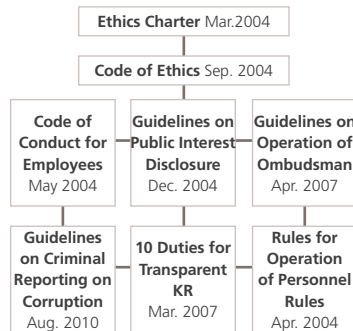 Ethics Charter Mar.2004
Code of Ethics Sep. 2004
Code of
Conduct for
Employees
May 2004
Guidelines on
Public Interest
Disclosure
Dec. 2004
Guidelines on
Operation of
Ombudsman
Apr. 2007
Guidelines
on Criminal
Reporting on
Corruption
Aug. 2010
10 Duties for
Transparent
KR
Mar. 2007
Rules for
Operation
of Personnel
Rules
Apr. 2004